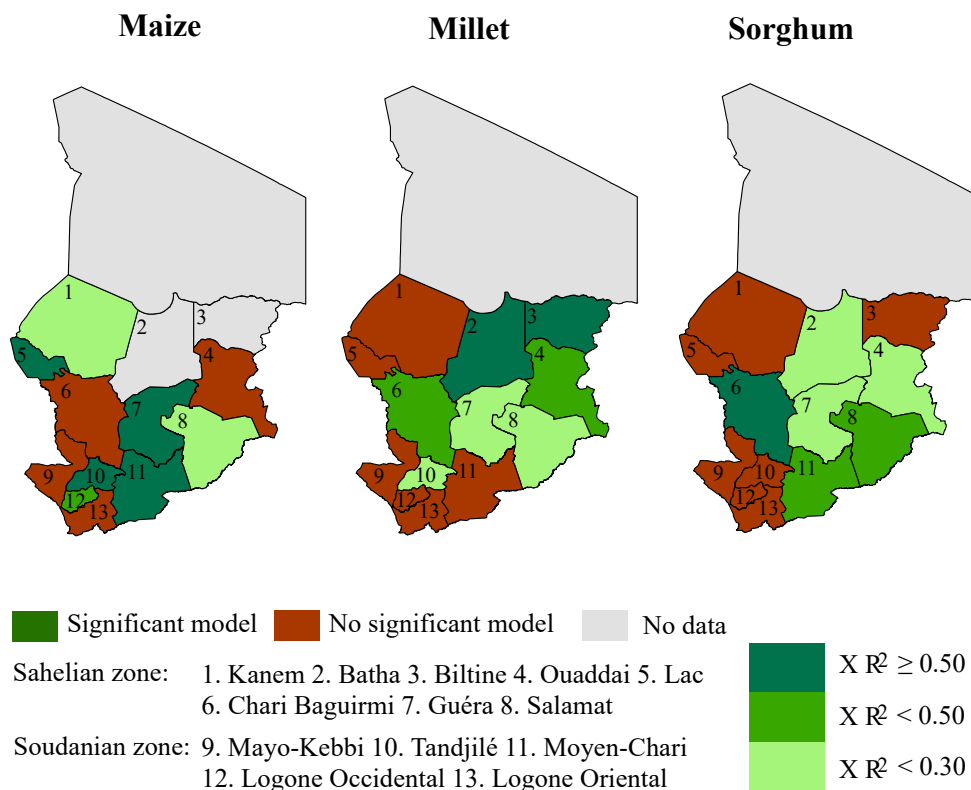 Maize
Millet
Sorghum
1
2
3
4
5
6
7
8
9
10
11
12
13
1
2
3
4
5
6
7
8
9
10
11
12
13
1
2
3
4
5
6
7
8
9
10
11
12
13
Significant model
No significant model
No data
Sahelian zone:
1. Kanem 2. Batha 3. Biltine 4. Ouaddai 5. Lac
6. Chari Baguirmi 7. Guéra 8. Salamat
Soudanian zone:
9. Mayo-Kebbi 10. Tandjilé 11. Moyen-Chari
12. Logone Occidental 13. Logone Oriental
X R² ≥ 0.50
X R² < 0.50
X R² < 0.30